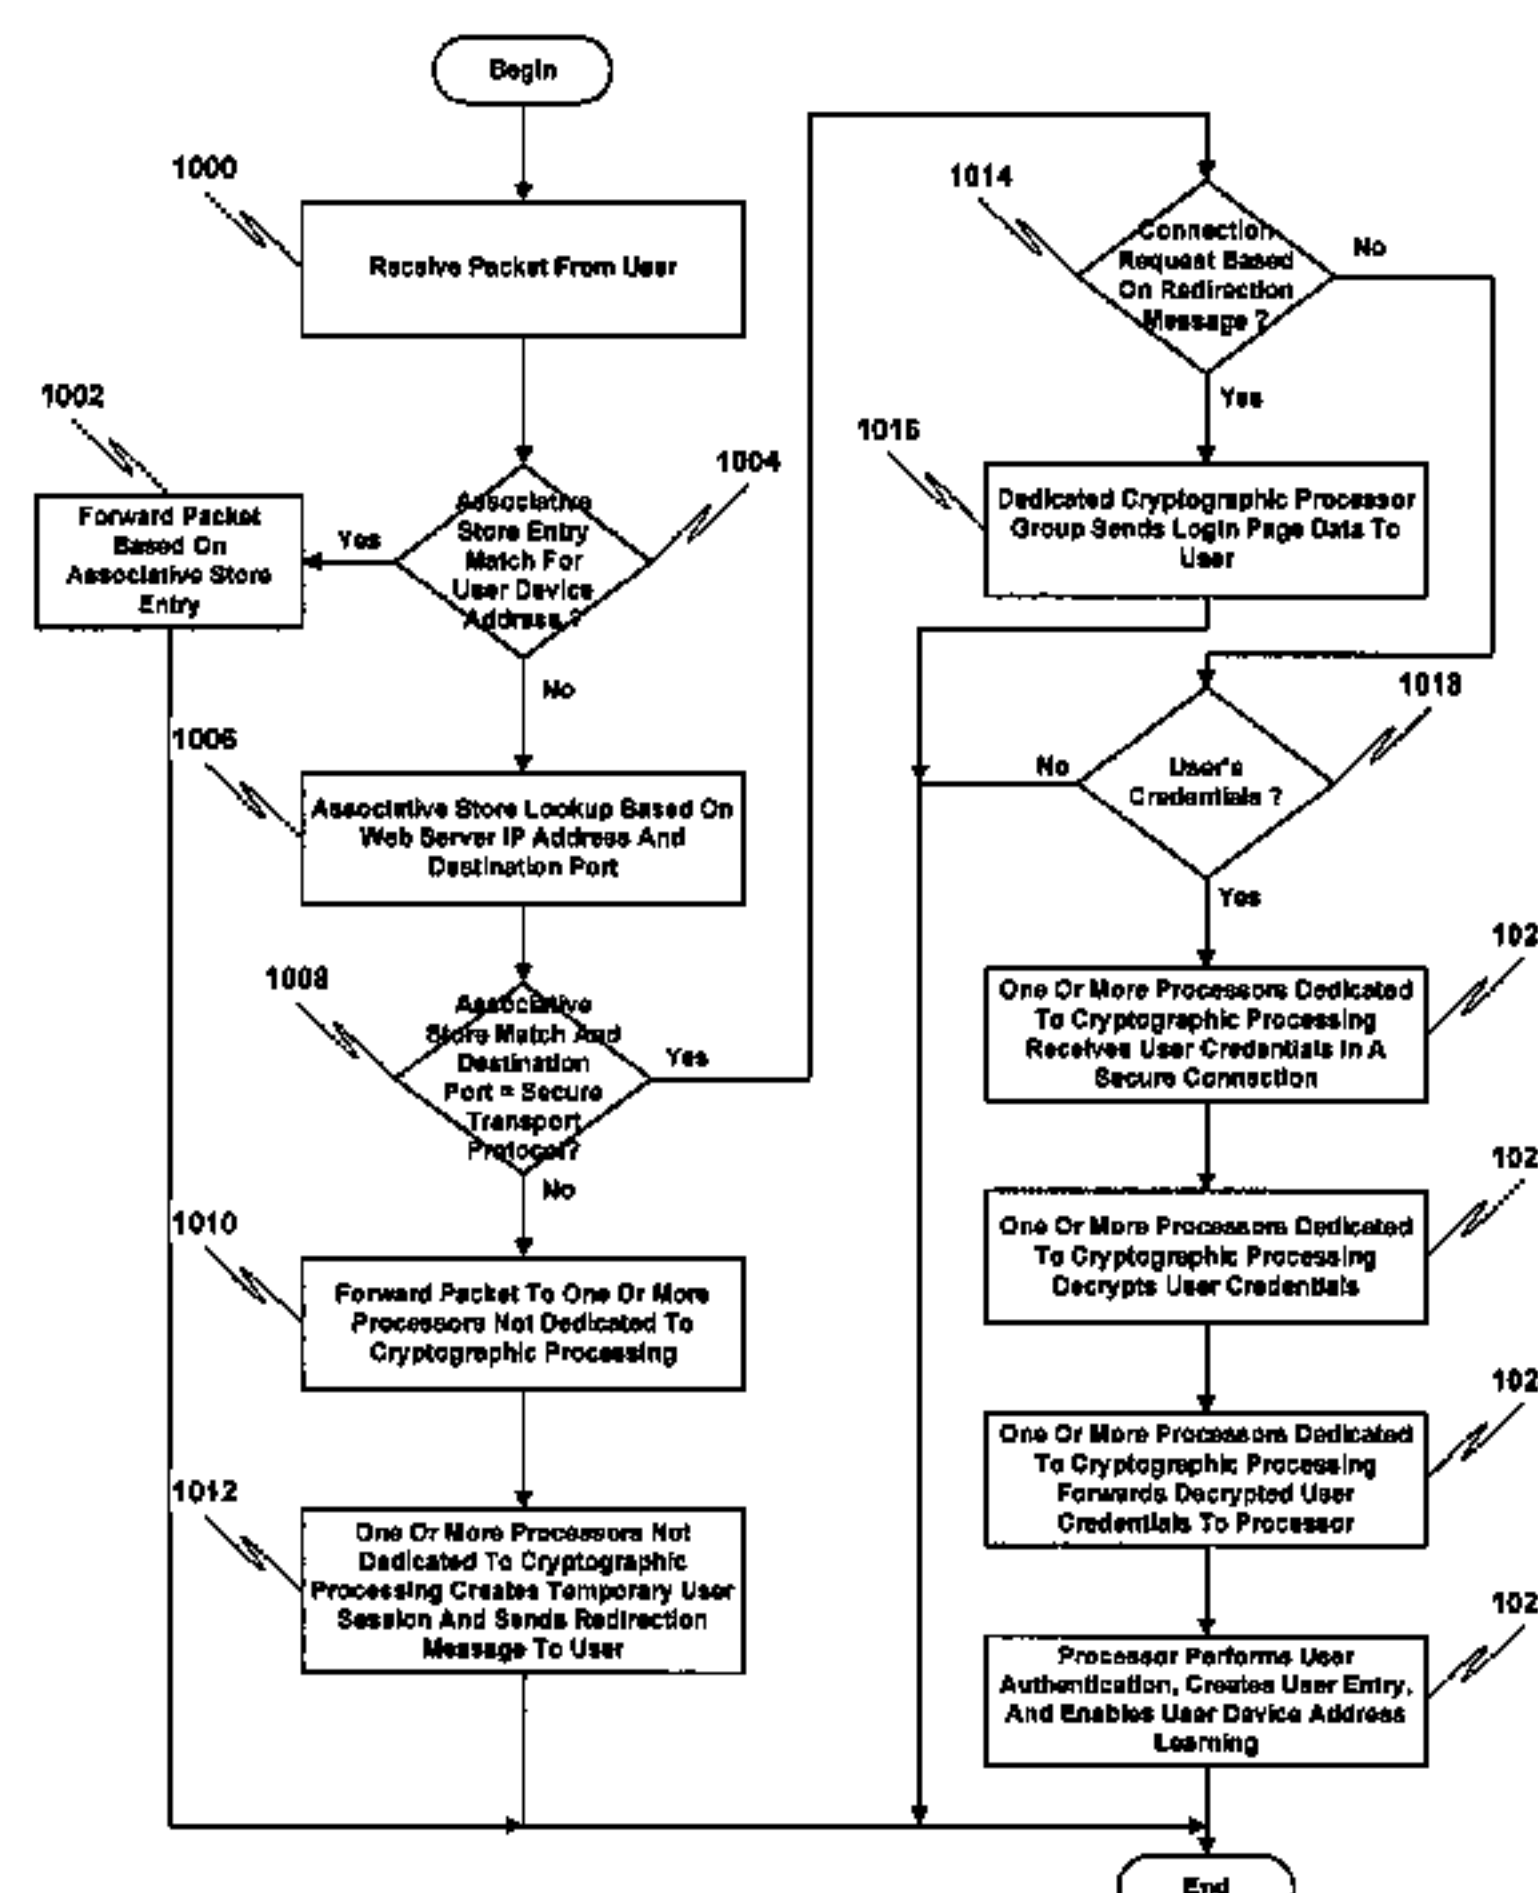 Begin
1000
Receive Packet From User
1002
Forward Packet
Based On
Associative Store
Entry
Yes
1004
Associative
Store Entry
Match For
User Device
Address ?
No
1006
Associative Store Lookup Based On
Web Server IP Address And
Destination Port
1008
Associative
Store Match And
Destination
Port = Secure
Transport
Protocol?
Yes
No
1010
Forward Packet To One Or More
Processors Not Dedicated To
Cryptographic Processing
1012
One Or More Processors Not
Dedicated To Cryptographic
Processing Creates Temporary User
Session And Sends Redirection
Message To User
1014
Connection
Request Based
On Redirection
Message ?
No
Yes
1016
Dedicated Cryptographic Processor
Group Sends Login Page Data To
User
1018
User's
Credentials ?
No
Yes
102
One Or More Processors Dedicated
To Cryptographic Processing
Receives User Credentials In A
Secure Connection
102
One Or More Processors Dedicated
To Cryptographic Processing
Decrypts User Credentials
102
One Or More Processors Dedicated
To Cryptographic Processing
Forwards Decrypted User
Credentials To Processor
102
Processor Performs User
Authentication, Creates User Entry,
And Enables User Device Address
Learning
End